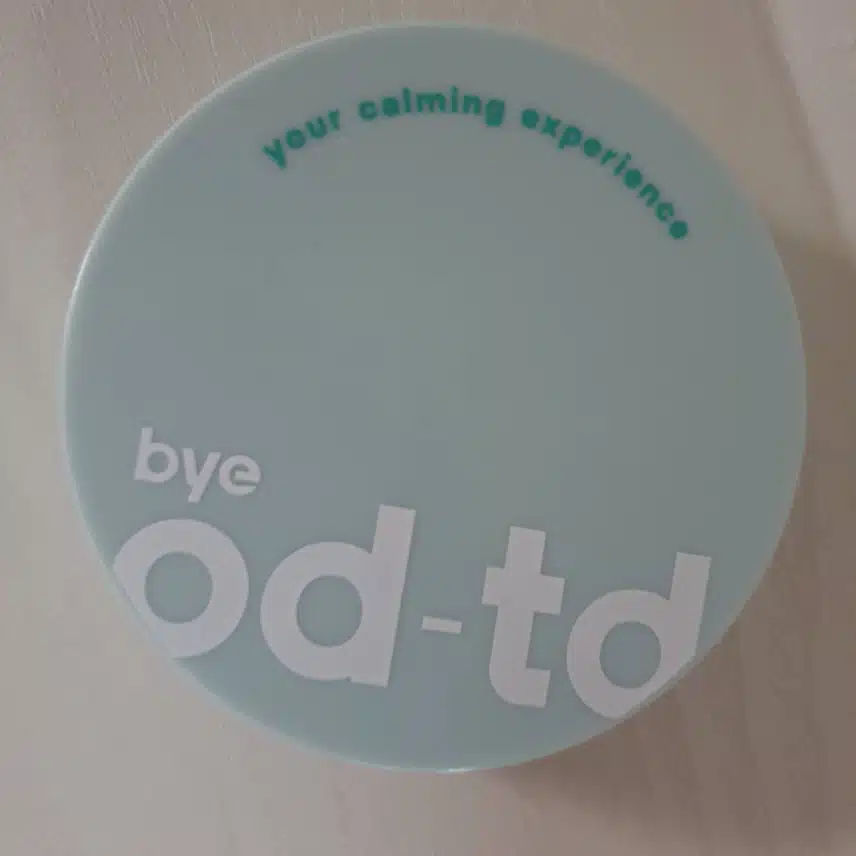 your calming experience
bye
od-td